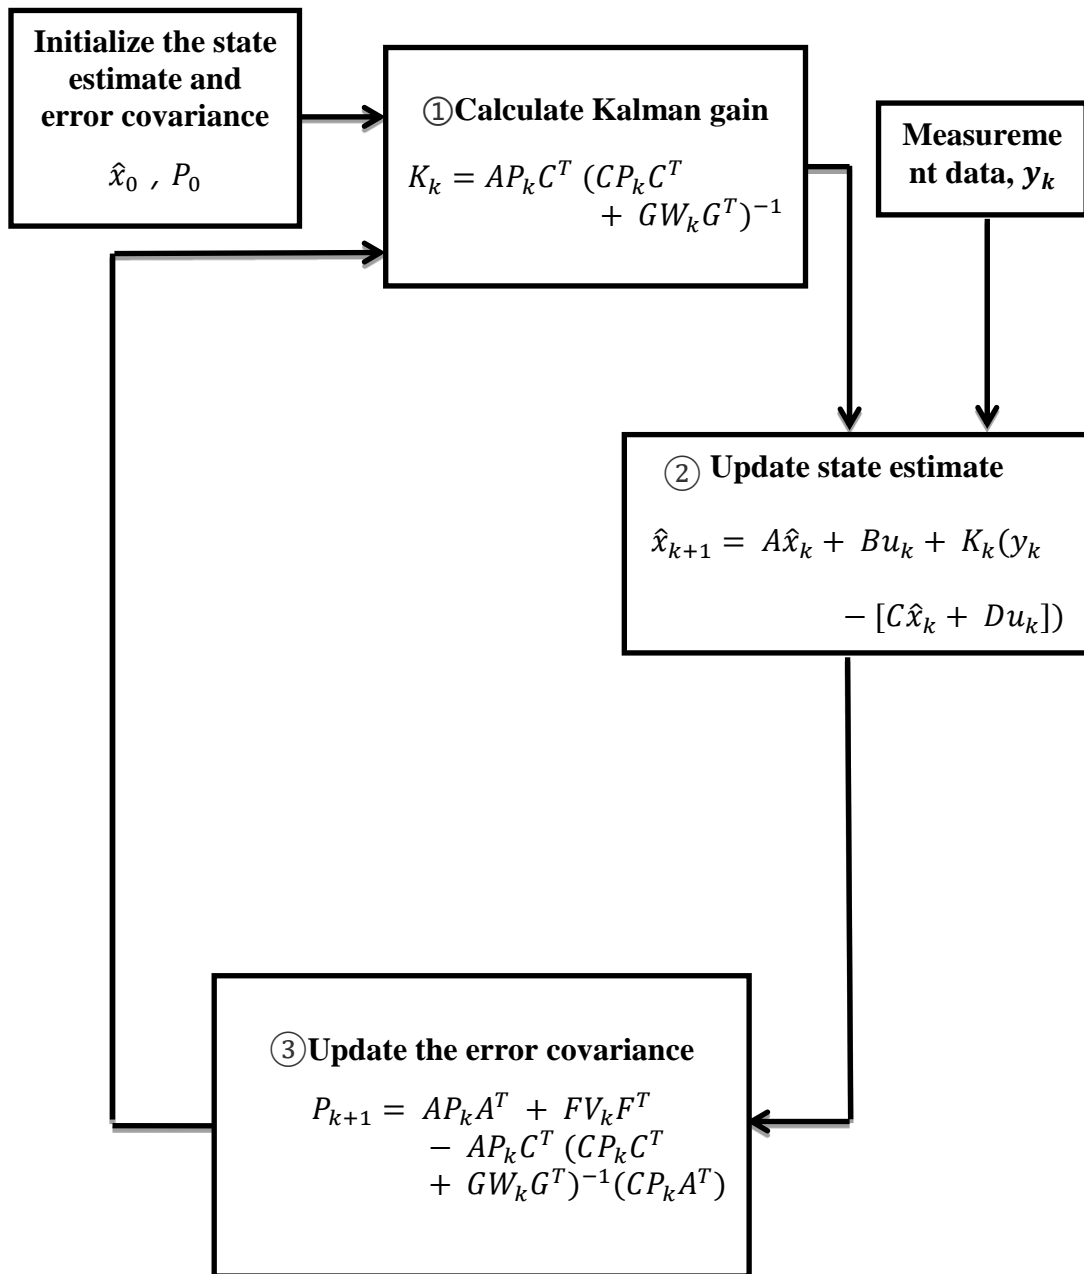 Initialize the state
estimate and
error covariance
x̂₀ , P₀
①Calculate Kalman gain
Kₖ = APₖCᵀ (CPₖCᵀ
+ GWₖGᵀ)⁻¹
Measureme
nt data, yₖ
② Update state estimate
x̂ₖ₊₁ = Ax̂ₖ + Buₖ + Kₖ(yₖ
− [Cx̂ₖ + Duₖ])
③Update the error covariance
Pₖ₊₁ = APₖAᵀ + FVₖFᵀ
− APₖCᵀ (CPₖCᵀ
+ GWₖGᵀ)⁻¹(CPₖAᵀ)